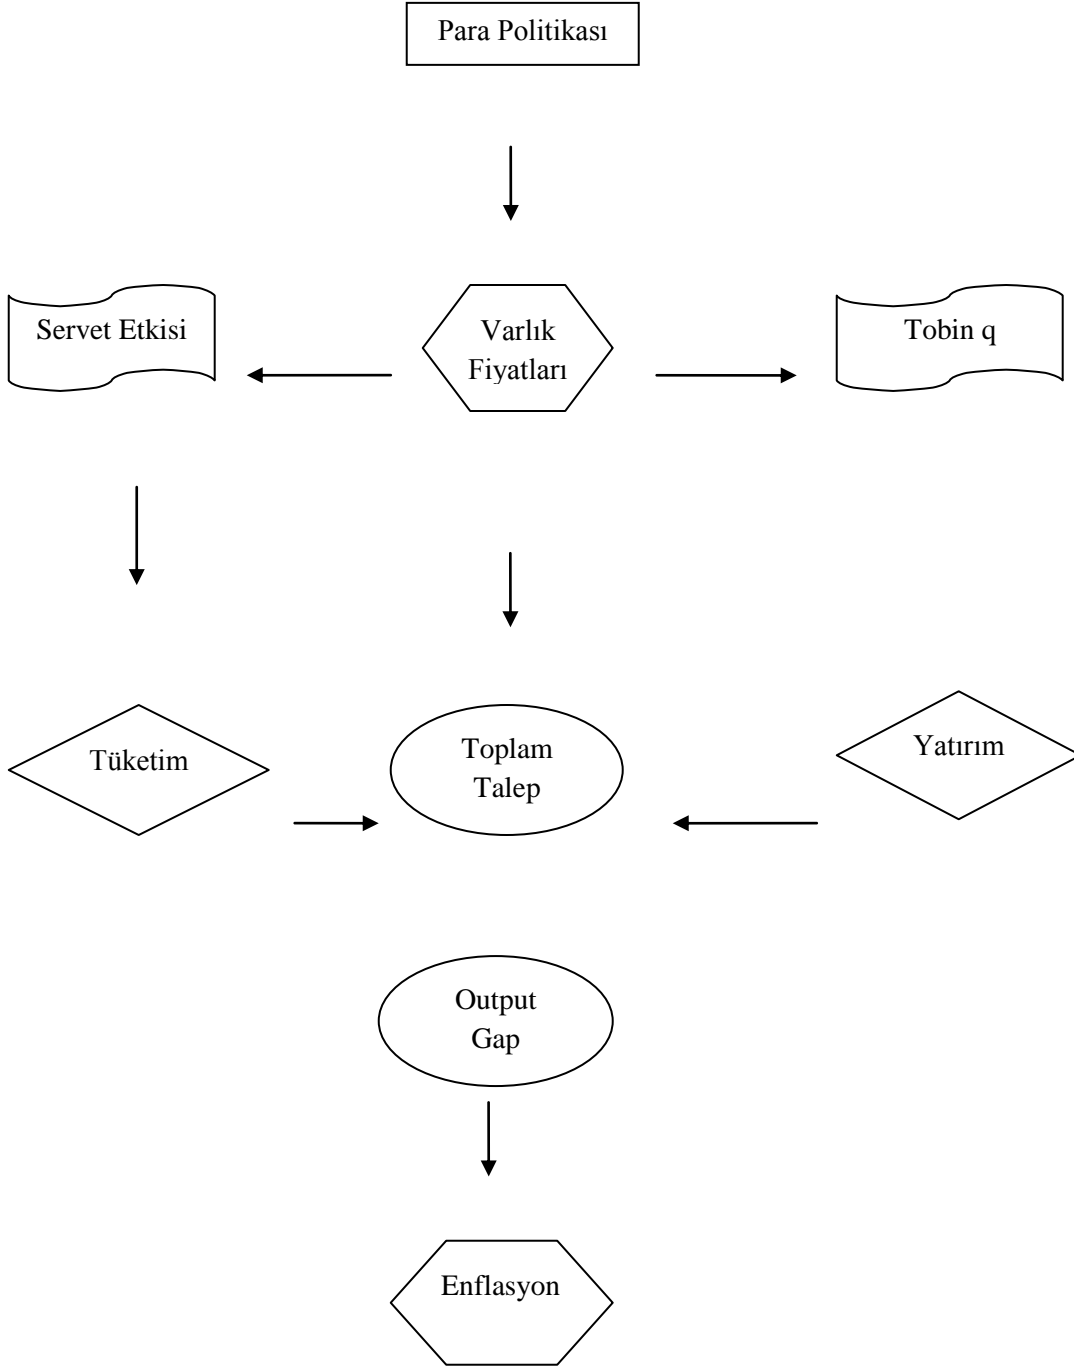 Para Politikası
Servet Etkisi
Varlık
Fiyatları
Tobin q
Tüketim
Toplam
Talep
Yatırım
Output
Gap
Enflasyon